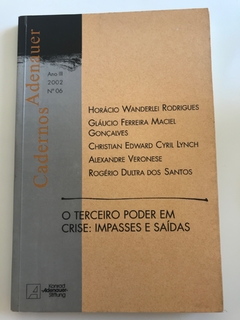 Cadernos Adenauer
Ano III
2002
Nº 06
HORÁCIO WANDERLEI RODRIGUES
GLÁUCIO FERREIRA MACIEL
GONÇALVES
CHRISTIAN EDWARD CYRIL LYNCH
ALEXANDRE VERONESE
ROGÉRIO DULTRA DOS SANTOS
O TERCEIRO PODER EM
CRISE: IMPASSES E SAÍDAS
Konrad
Adenauer
Stiftung